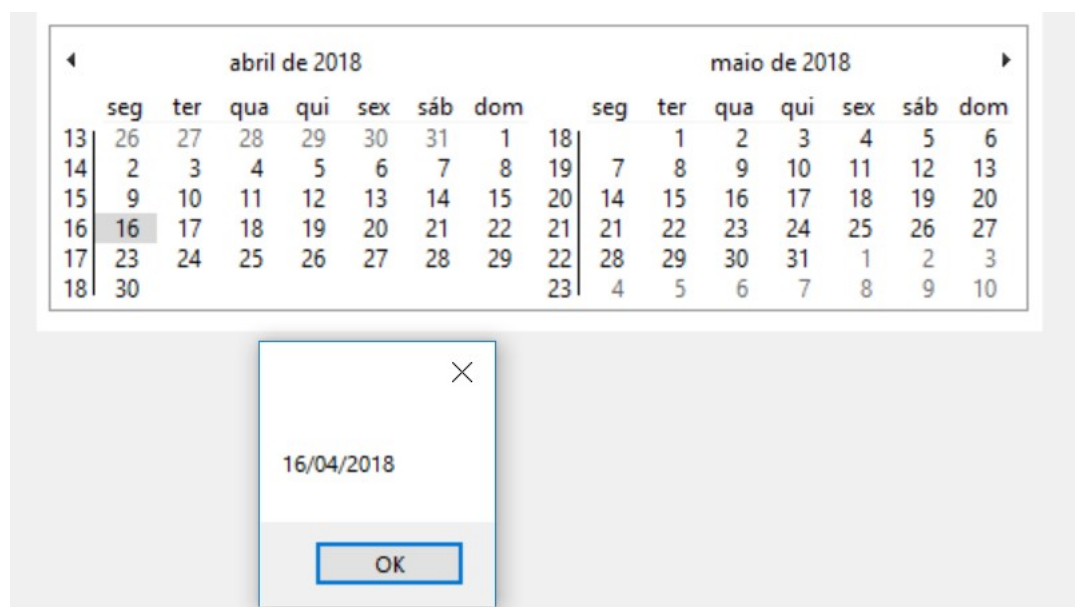 abril de 2018 maio de 2018
seg ter qua qui sex sáb dom seg ter qua qui sex sáb dom
13 26 27 28 29 30 31 1 18 1 2 3 4 5 6
14 2 3 4 5 6 7 8 19 7 8 9 10 11 12 13
15 9 10 11 12 13 14 15 20 14 15 16 17 18 19 20
16 16 17 18 19 20 21 22 21 21 22 23 24 25 26 27
17 23 24 25 26 27 28 29 22 28 29 30 31 1 2 3
18 30 23 4 5 6 7 8 9 10
16/04/2018
OK